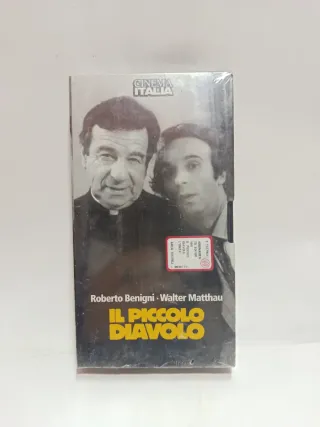 CINEMA
ITALIA
Roberto Benigni · Walter Matthau
IL PICCOLO
DIAVOLO